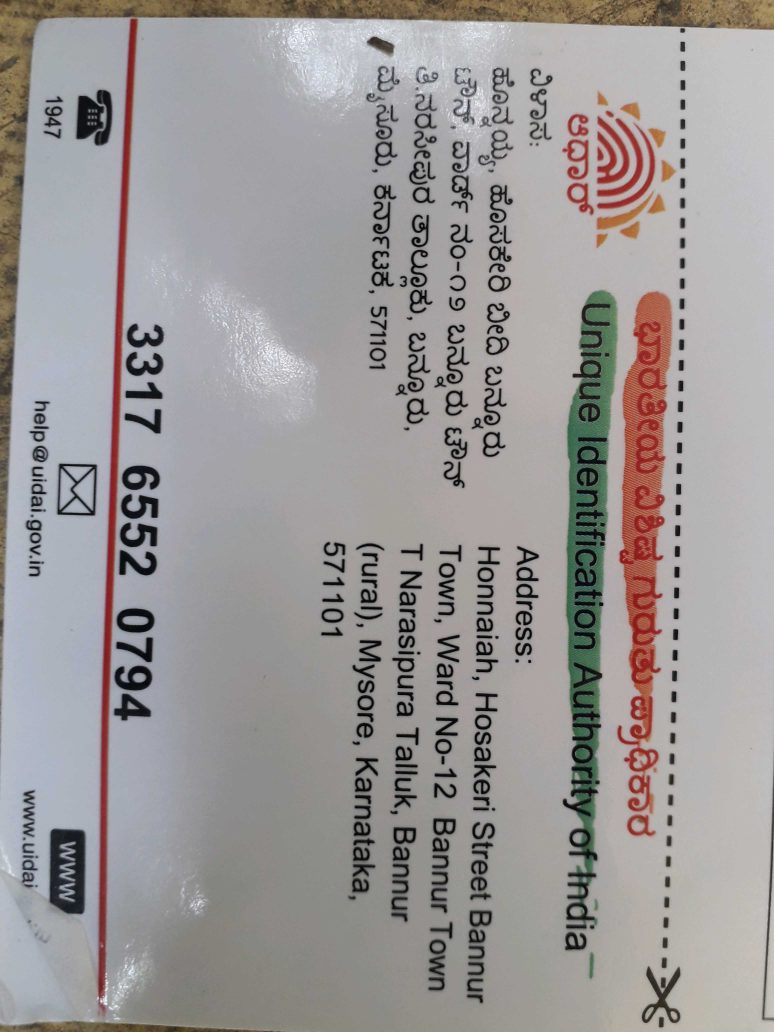 ಭಾರತೀಯ ವಿಶಿಷ್ಟ ಗುರುತು ಪ್ರಾಧಿಕಾರ
Unique Identification Authority of India
ಆಧಾರ್
ವಿಳಾಸ:
ಹೊನ್ನಯ್ಯ, ಹೊಸಕೇರಿ ಬೀದಿ ಬನ್ನೂರು
ಟೌನ್, ವಾರ್ಡ್ ನಂ-೧೨ ಬನ್ನೂರು ಟೌನ್
ತಿ.ನರಸೀಪುರ ತಾಲ್ಲೂಕು, ಬನ್ನೂರು,
ಮೈಸೂರು, ಕರ್ನಾಟಕ, 571101
Address:
Honnaiah, Hosakeri Street Bannur
Town, Ward No-12 Bannur Town
T Narasipura Talluk, Bannur
(rural), Mysore, Karnataka,
571101
3317 6552 0794
1947
help@uidai.gov.in
www
www.uidai